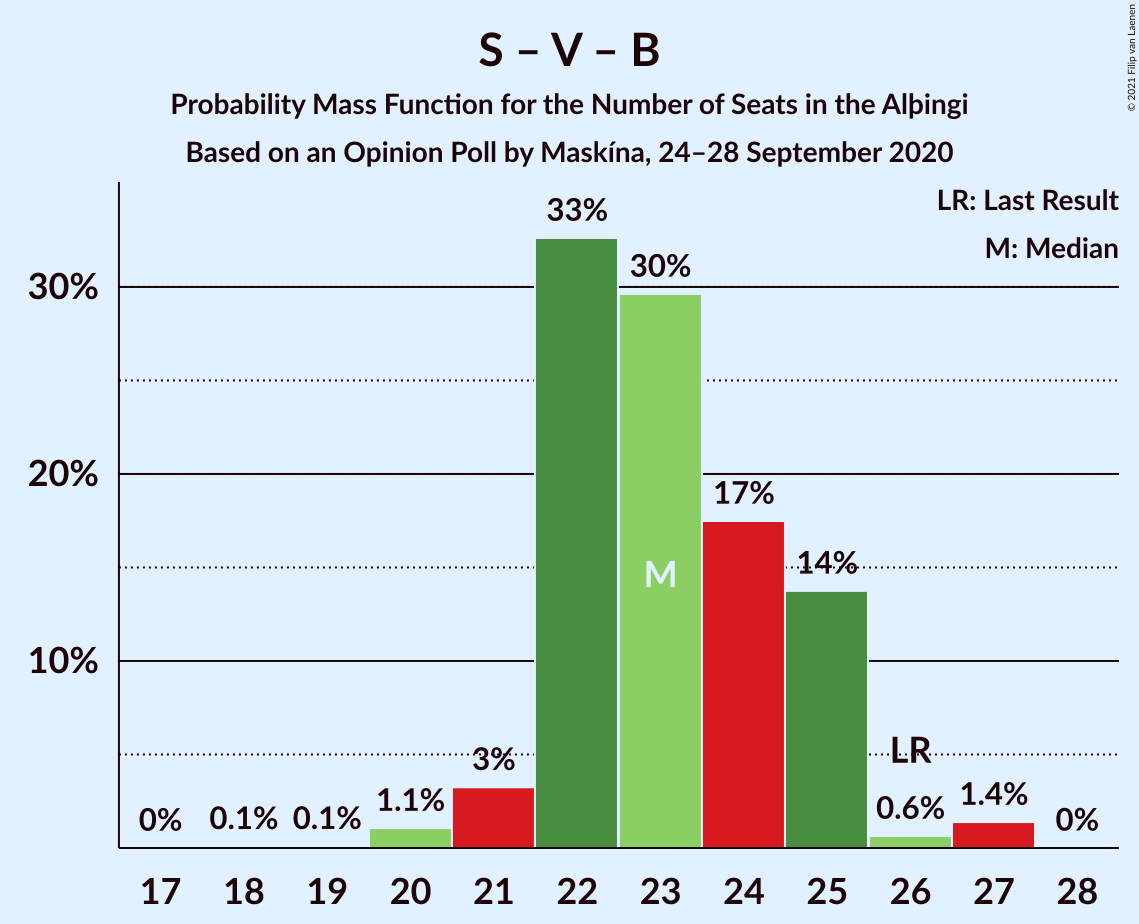 S – V – B
Probability Mass Function for the Number of Seats in the Alþingi
Based on an Opinion Poll by Maskína, 24–28 September 2020
© 2021 Filip van Laenen
LR: Last Result
M: Median
30%
20%
10%
0%
0.1%
0.1%
1.1%
3%
33%
30%
M
17%
14%
LR
0.6%
1.4%
0%
17 18 19 20 21 22 23 24 25 26 27 28